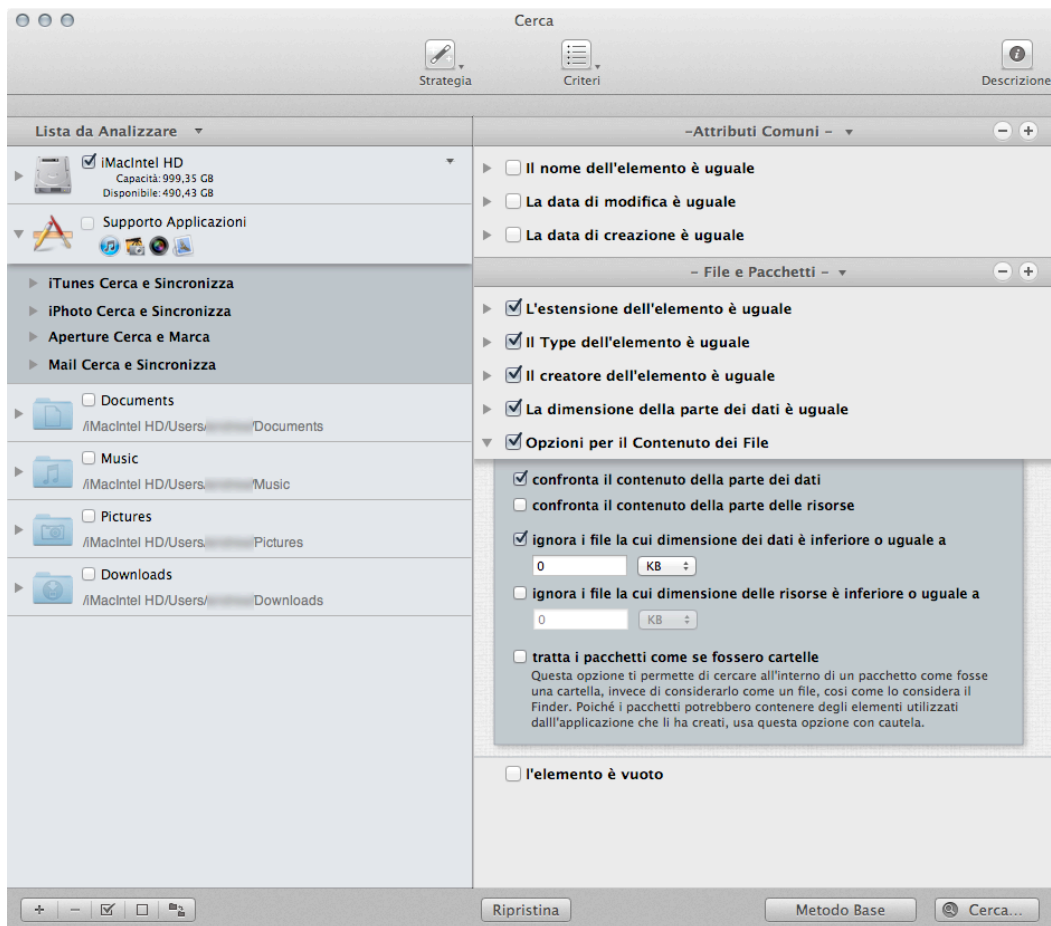 Cerca
Strategia
Criteri
Descrizione
Lista da Analizzare
iMacIntel HD
Capacità: 999,35 GB
Disponibile: 490,43 GB
Supporto Applicazioni
iTunes Cerca e Sincronizza
iPhoto Cerca e Sincronizza
Aperture Cerca e Marca
Mail Cerca e Sincronizza
Documents
/iMacIntel HD/Users/ /Documents
Music
/iMacIntel HD/Users/ /Music
Pictures
/iMacIntel HD/Users/ /Pictures
Downloads
/iMacIntel HD/Users/ /Downloads
–Attributi Comuni –
Il nome dell'elemento è uguale
La data di modifica è uguale
La data di creazione è uguale
– File e Pacchetti –
L'estensione dell'elemento è uguale
Il Type dell'elemento è uguale
Il creatore dell'elemento è uguale
La dimensione della parte dei dati è uguale
Opzioni per il Contenuto dei File
confronta il contenuto della parte dei dati
confronta il contenuto della parte delle risorse
ignora i file la cui dimensione dei dati è inferiore o uguale a
0 KB
ignora i file la cui dimensione delle risorse è inferiore o uguale a
0 KB
tratta i pacchetti come se fossero cartelle
Questa opzione ti permette di cercare all'interno di un pacchetto come fosse
una cartella, invece di considerarlo come un file, cosi come lo considera il
Finder. Poiché i pacchetti potrebbero contenere degli elementi utilizzati
dalll'applicazione che li ha creati, usa questa opzione con cautela.
l'elemento è vuoto
Ripristina
Metodo Base
Cerca...